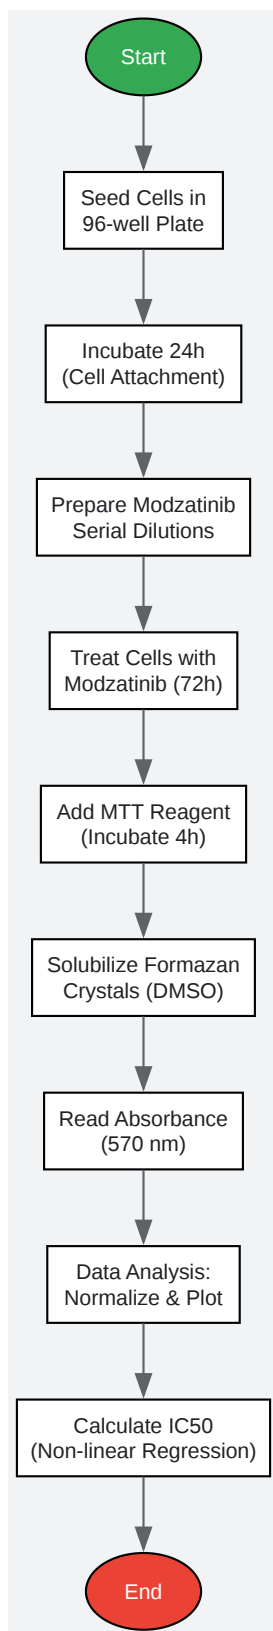 Start
Seed Cells in
96-well Plate
Incubate 24h
(Cell Attachment)
Prepare Modzatinib
Serial Dilutions
Treat Cells with
Modzatinib (72h)
Add MTT Reagent
(Incubate 4h)
Solubilize Formazan
Crystals (DMSO)
Read Absorbance
(570 nm)
Data Analysis:
Normalize & Plot
Calculate IC50
(Non-linear Regression)
End